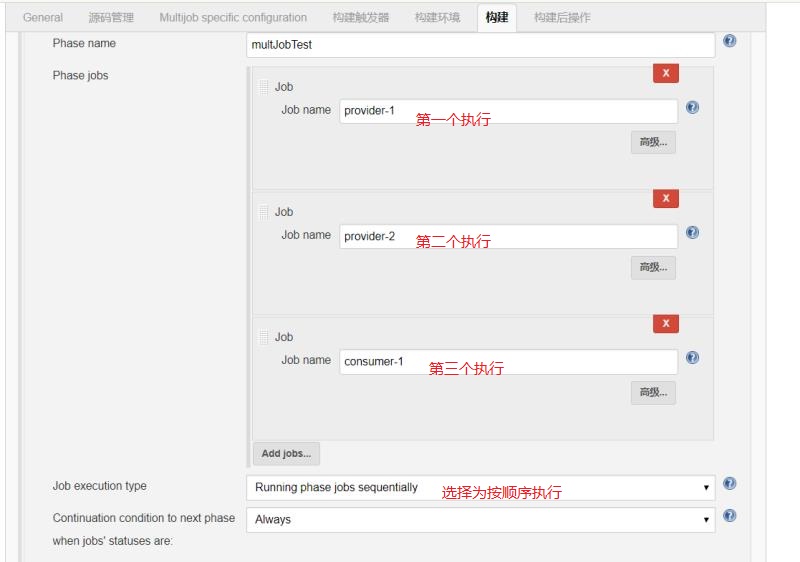 General 源码管理 Multijob specific configuration 构建触发器 构建环境 构建 构建后操作
Phase name multJobTest
Phase jobs
X
Job
Job name provider-1 第一个执行
高级...
X
Job
Job name provider-2 第二个执行
高级...
X
Job
Job name consumer-1 第三个执行
高级...
Add jobs...
Job execution type Running phase jobs sequentially 选择为按顺序执行
Continuation condition to next phase Always
when jobs' statuses are: